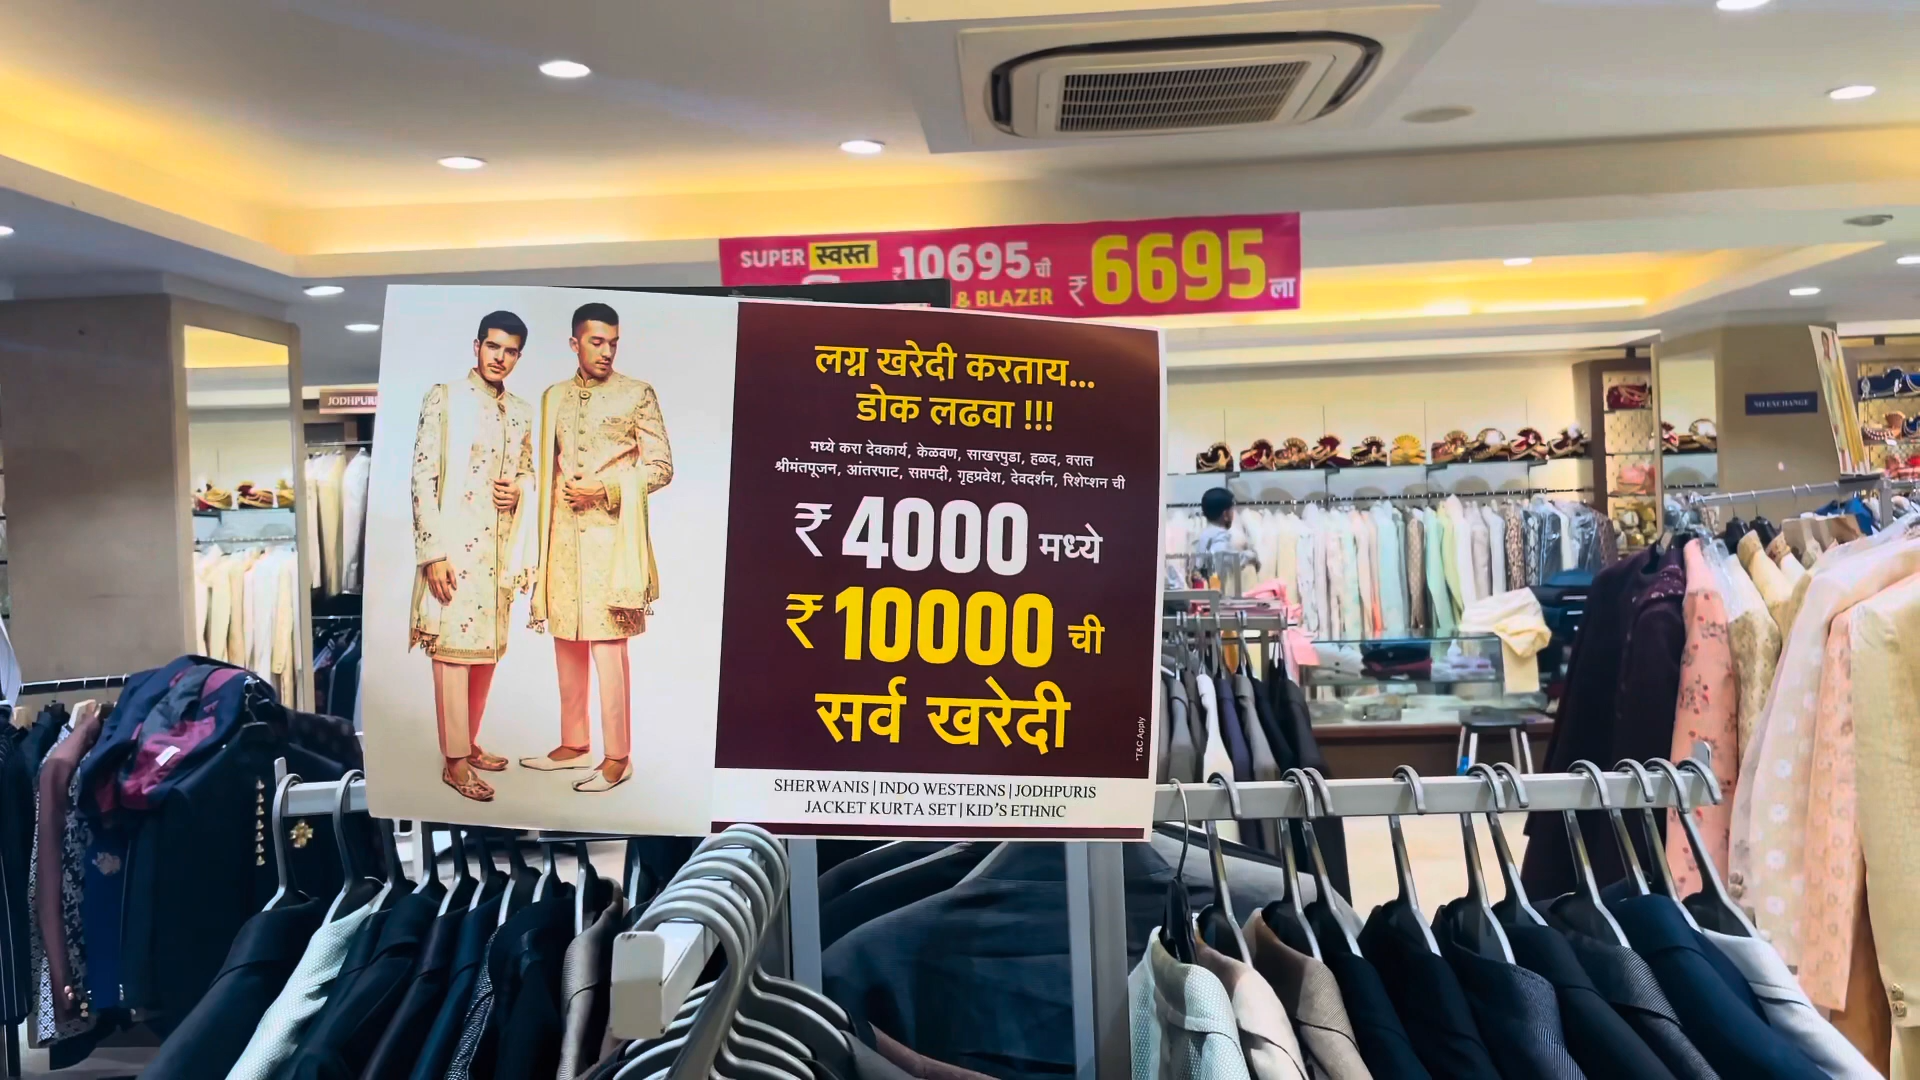 SUPER स्वस्त ₹10695 ची ₹6695 ला
& BLAZER
JODHPURI
NO EXCHANGE
लग्न खरेदी करताय...
डोक लढवा !!!
मध्ये करा देवकार्य, केळवण, साखरपुडा, हळद, वरात
श्रीमंतपूजन, आंतरपाट, सप्तपदी, गृहप्रवेश, देवदर्शन, रिशेप्शन ची
₹4000 मध्ये
₹10000 ची
सर्व खरेदी
*T&C Apply
SHERWANIS | INDO WESTERNS | JODHPURIS
JACKET KURTA SET | KID'S ETHNIC